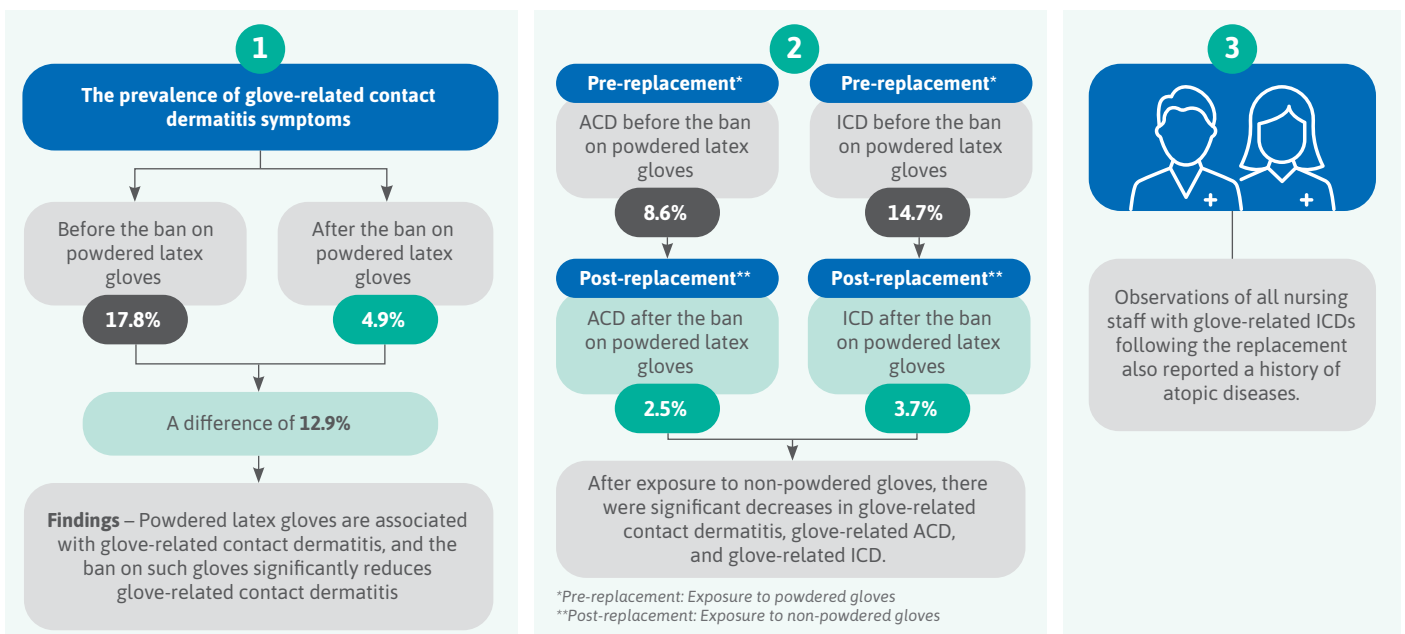 1
The prevalence of glove-related contact
dermatitis symptoms
Before the ban on
powdered latex
gloves
17.8%
After the ban on
powdered latex
gloves
4.9%
A difference of 12.9%
Findings – Powdered latex gloves are associated
with glove-related contact dermatitis, and the
ban on such gloves significantly reduces
glove-related contact dermatitis
2
Pre-replacement*
ACD before the ban
on powdered latex
gloves
8.6%
Post-replacement**
ACD after the ban
on powdered latex
gloves
2.5%
Pre-replacement*
ICD before the ban
on powdered latex
gloves
14.7%
Post-replacement**
ICD after the ban
on powdered latex
gloves
3.7%
After exposure to non-powdered gloves, there
were significant decreases in glove-related
contact dermatitis, glove-related ACD,
and glove-related ICD.
*Pre-replacement: Exposure to powdered gloves
**Post-replacement: Exposure to non-powdered gloves
3
Observations of all nursing
staff with glove-related ICDs
following the replacement
also reported a history of
atopic diseases.